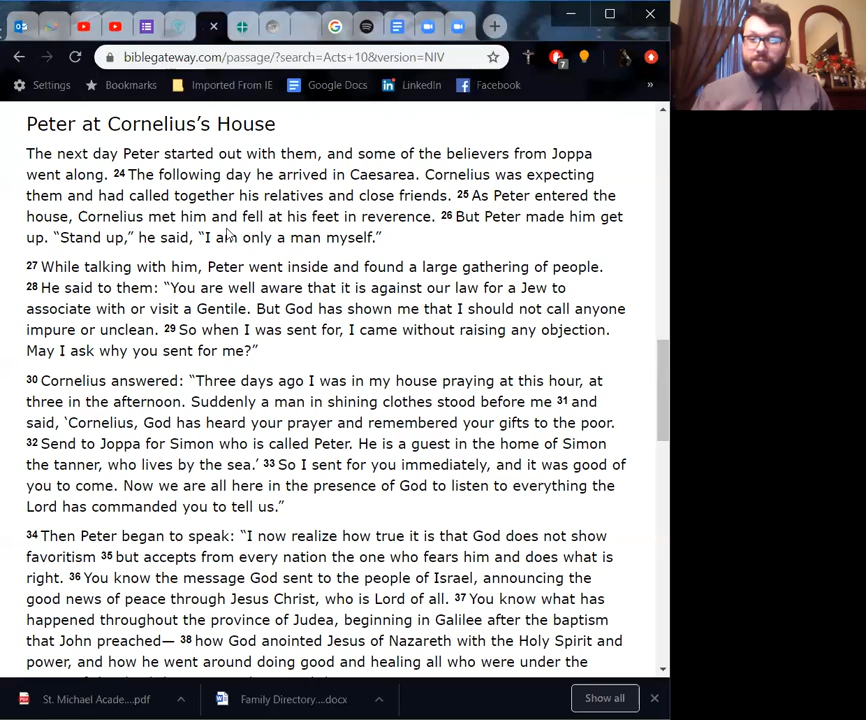 biblegateway.com/passage/?search=Acts+10&version=NIV
7
Settings
Bookmarks
Imported From IE
Google Docs
LinkedIn
Facebook
»
Peter at Cornelius’s House
The next day Peter started out with them, and some of the believers from Joppa
went along. 24 The following day he arrived in Caesarea. Cornelius was expecting
them and had called together his relatives and close friends. 25 As Peter entered the
house, Cornelius met him and fell at his feet in reverence. 26 But Peter made him get
up. “Stand up,” he said, “I am only a man myself.”
27 While talking with him, Peter went inside and found a large gathering of people.
28 He said to them: “You are well aware that it is against our law for a Jew to
associate with or visit a Gentile. But God has shown me that I should not call anyone
impure or unclean. 29 So when I was sent for, I came without raising any objection.
May I ask why you sent for me?”
30 Cornelius answered: “Three days ago I was in my house praying at this hour, at
three in the afternoon. Suddenly a man in shining clothes stood before me 31 and
said, ‘Cornelius, God has heard your prayer and remembered your gifts to the poor.
32 Send to Joppa for Simon who is called Peter. He is a guest in the home of Simon
the tanner, who lives by the sea.’ 33 So I sent for you immediately, and it was good of
you to come. Now we are all here in the presence of God to listen to everything the
Lord has commanded you to tell us.”
34 Then Peter began to speak: “I now realize how true it is that God does not show
favoritism 35 but accepts from every nation the one who fears him and does what is
right. 36 You know the message God sent to the people of Israel, announcing the
good news of peace through Jesus Christ, who is Lord of all. 37 You know what has
happened throughout the province of Judea, beginning in Galilee after the baptism
that John preached— 38 how God anointed Jesus of Nazareth with the Holy Spirit and
power, and how he went around doing good and healing all who were under the
St. Michael Acade....pdf
Family Directory....docx
Show all